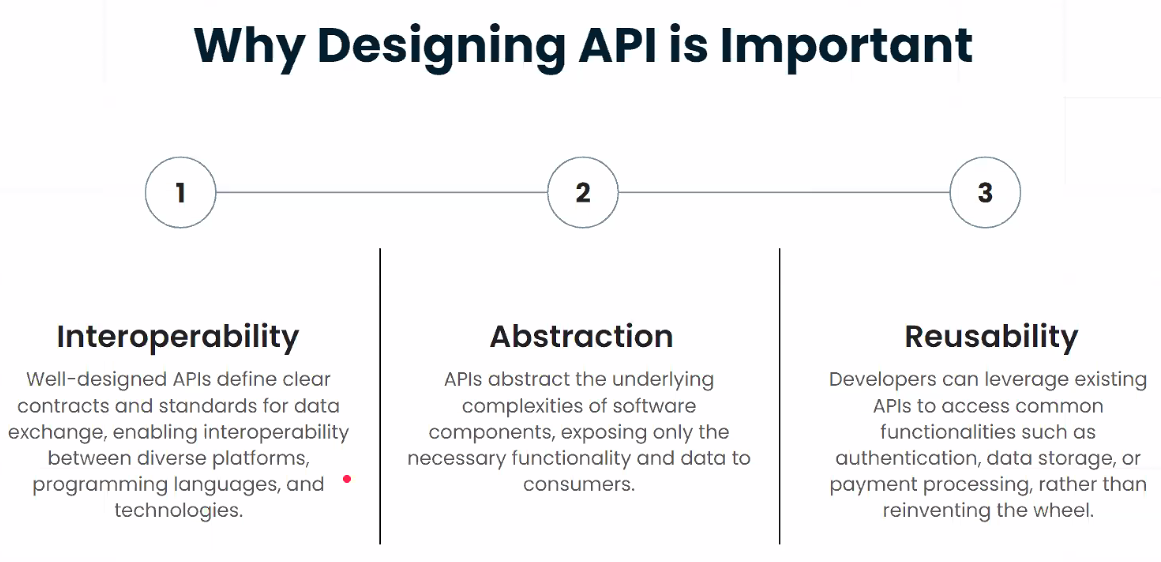 Why Designing API is Important
1
2
3
Interoperability
Well-designed APIs define clear
contracts and standards for data
exchange, enabling interoperability
between diverse platforms,
programming languages, and
technologies.
Abstraction
APIs abstract the underlying
complexities of software
components, exposing only the
necessary functionality and data to
consumers.
Reusability
Developers can leverage existing
APIs to access common
functionalities such as
authentication, data storage, or
payment processing, rather than
reinventing the wheel.